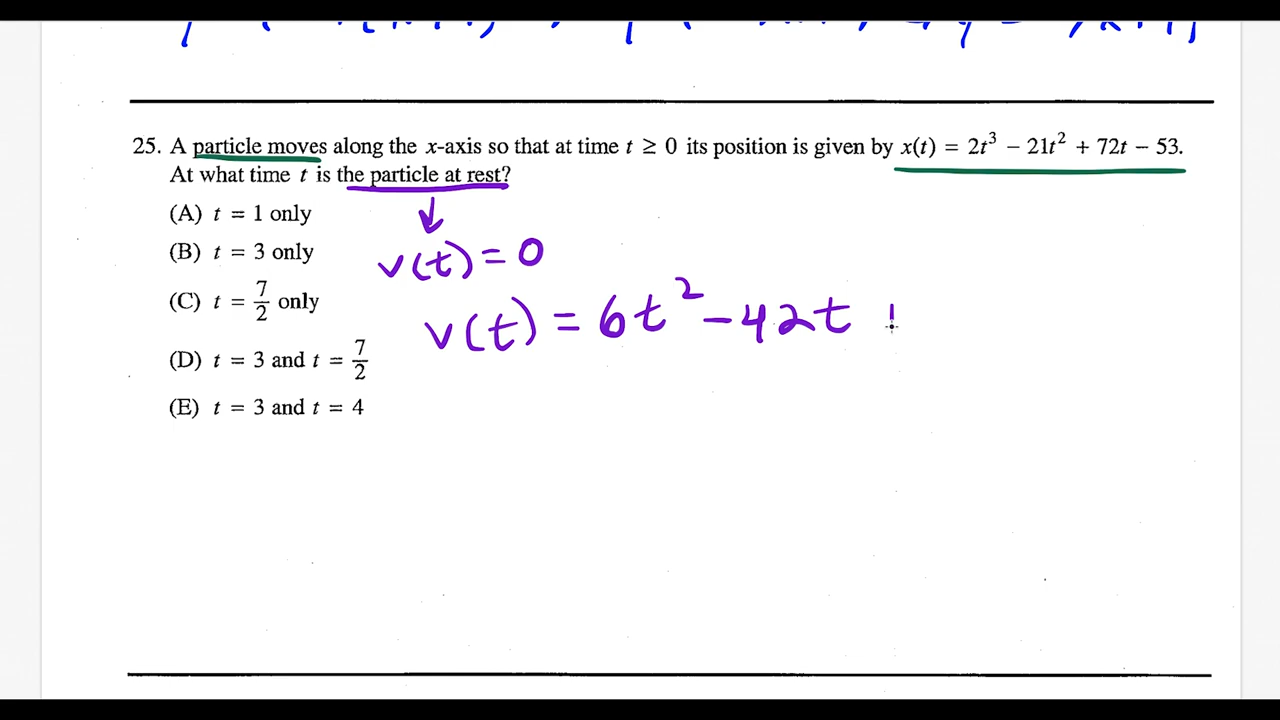 25. A particle moves along the x-axis so that at time t ≥ 0 its position is given by x(t) = 2t³ − 21t² + 72t − 53.
At what time t is the particle at rest?
(A) t = 1 only
(B) t = 3 only
v(t) = 0
(C) t = 7/2 only
v(t) = 6t² − 42t
(D) t = 3 and t = 7/2
(E) t = 3 and t = 4